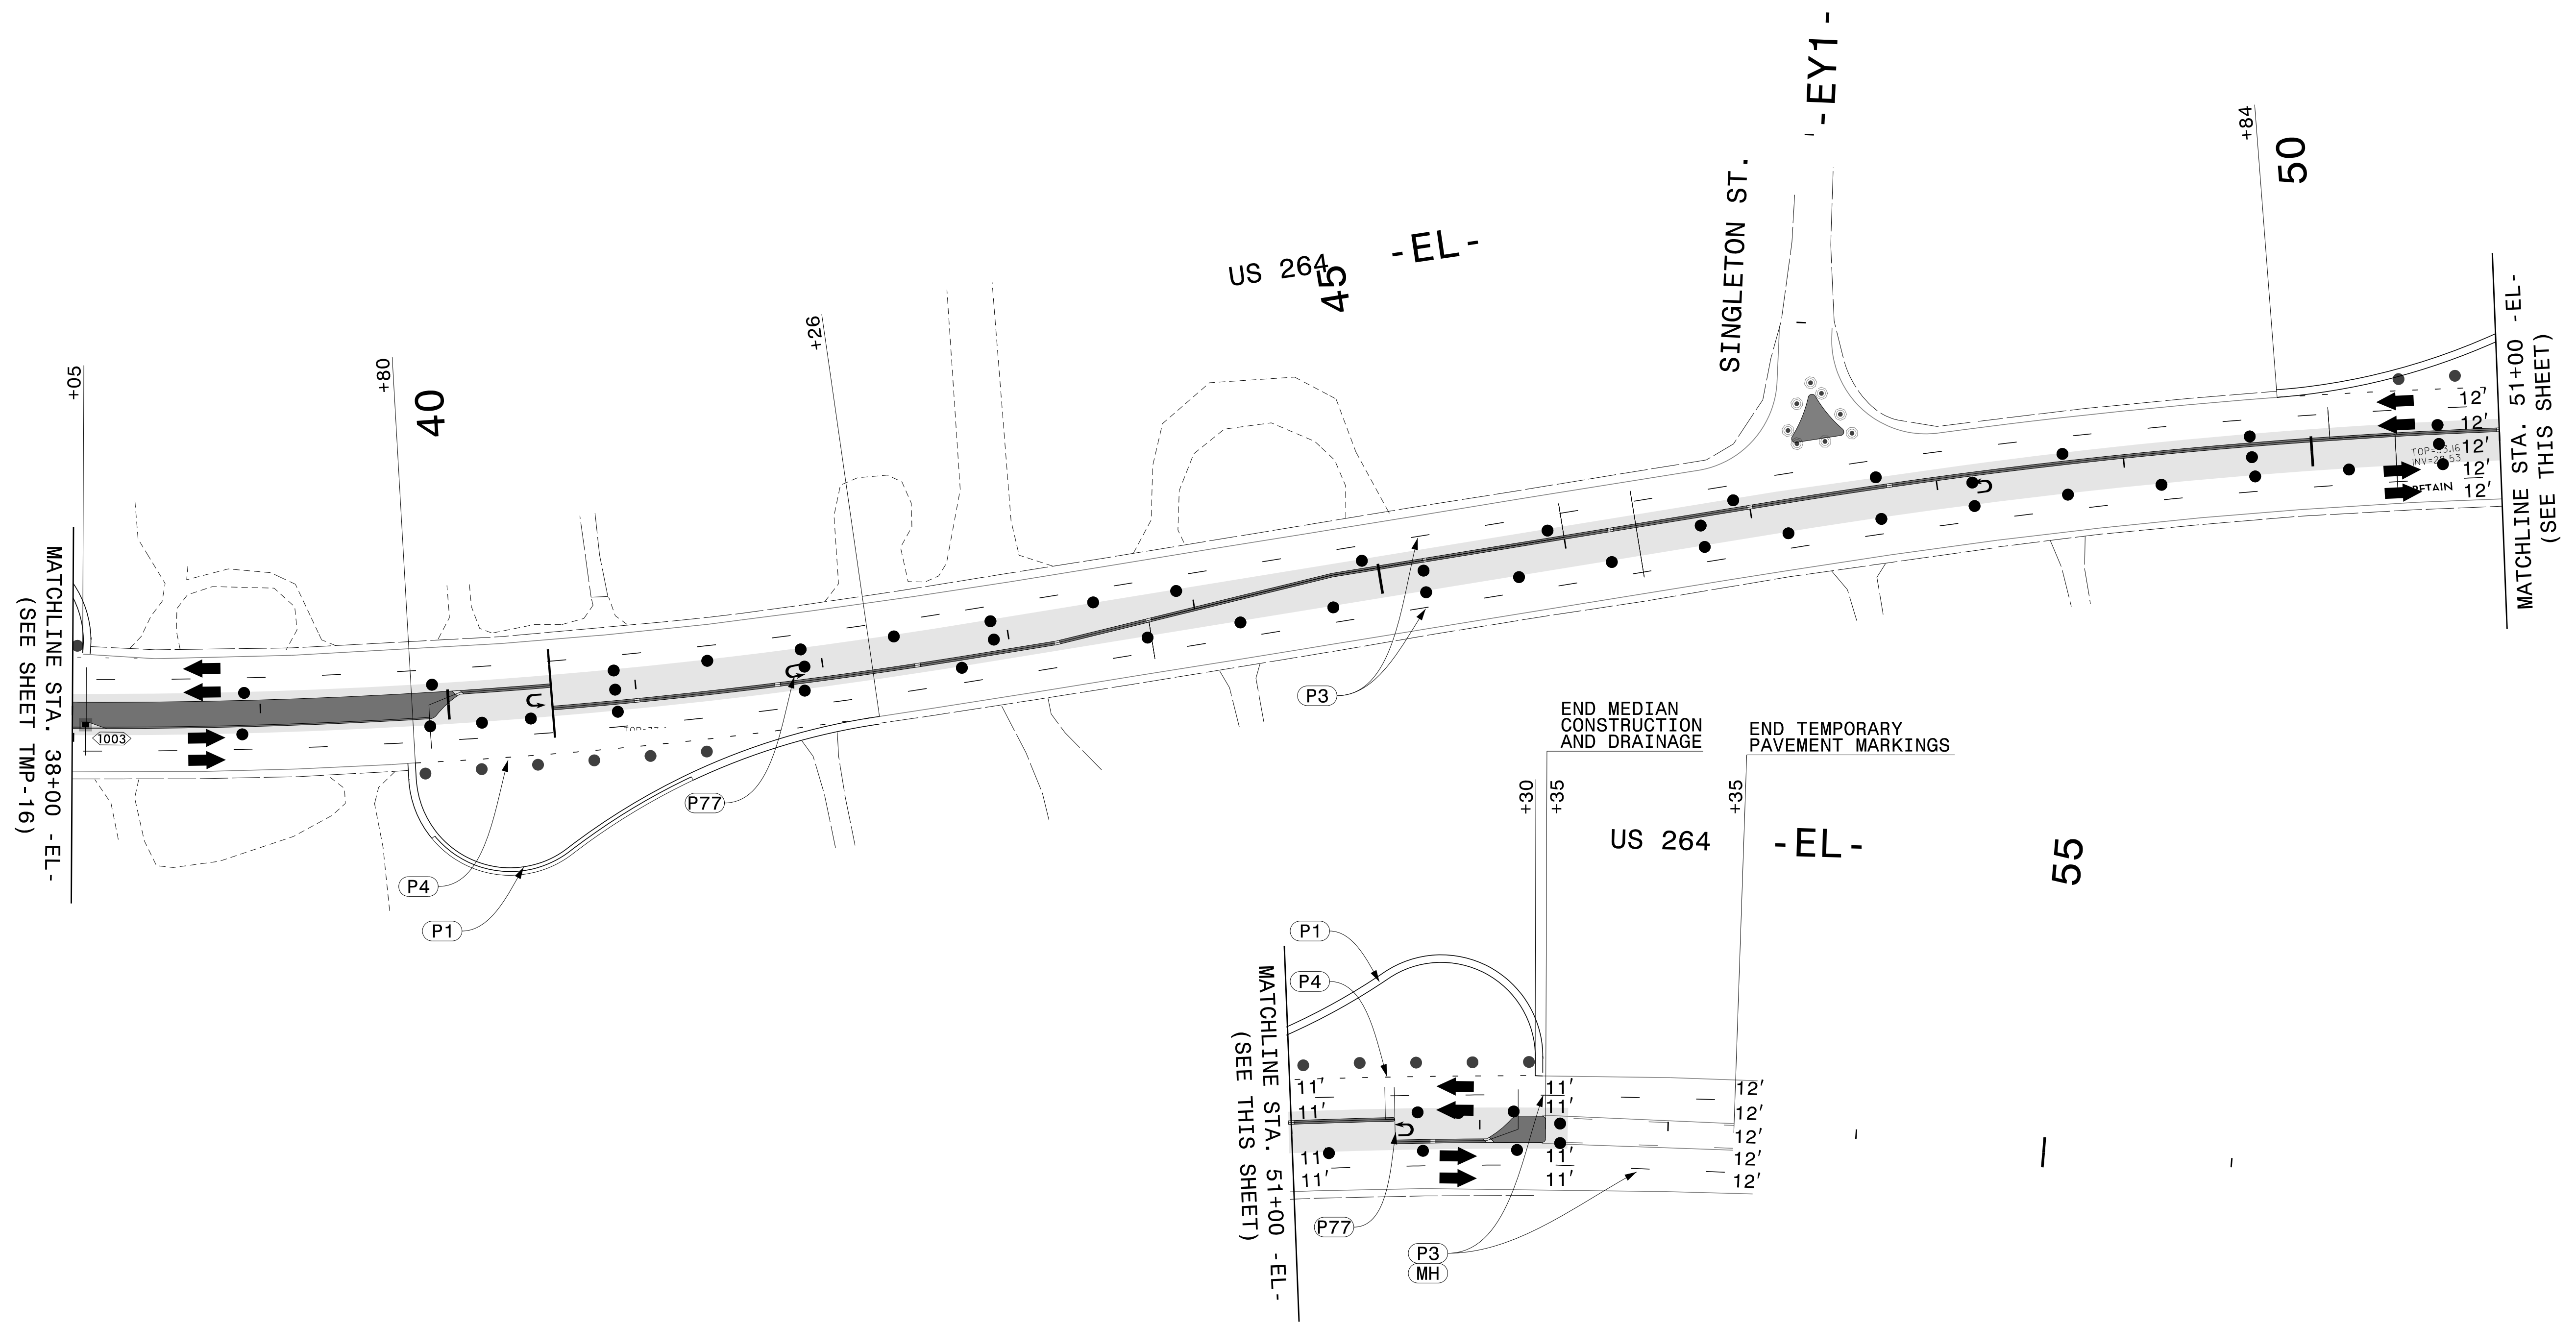 -EY1-
SINGLETON ST.
+84
50
US 264
45
-EL-
+26
+80
40
+05
MATCHLINE STA. 38+00 -EL-
(SEE SHEET TMP-16)
1003
12'
12'
12'
12'
12'
TOP=33.16
RETAIN
MATCHLINE STA. 51+00 -EL-
(SEE THIS SHEET)
P3
P77
P4
P1
END MEDIAN
CONSTRUCTION
AND DRAINAGE
END TEMPORARY
PAVEMENT MARKINGS
+30
+35
+35
US 264
-EL-
55
P1
P4
MATCHLINE STA. 51+00 -EL-
(SEE THIS SHEET)
11'
11'
11
11'
11'
11'
11'
11'
12'
12'
12'
12'
12'
P77
P3
MH